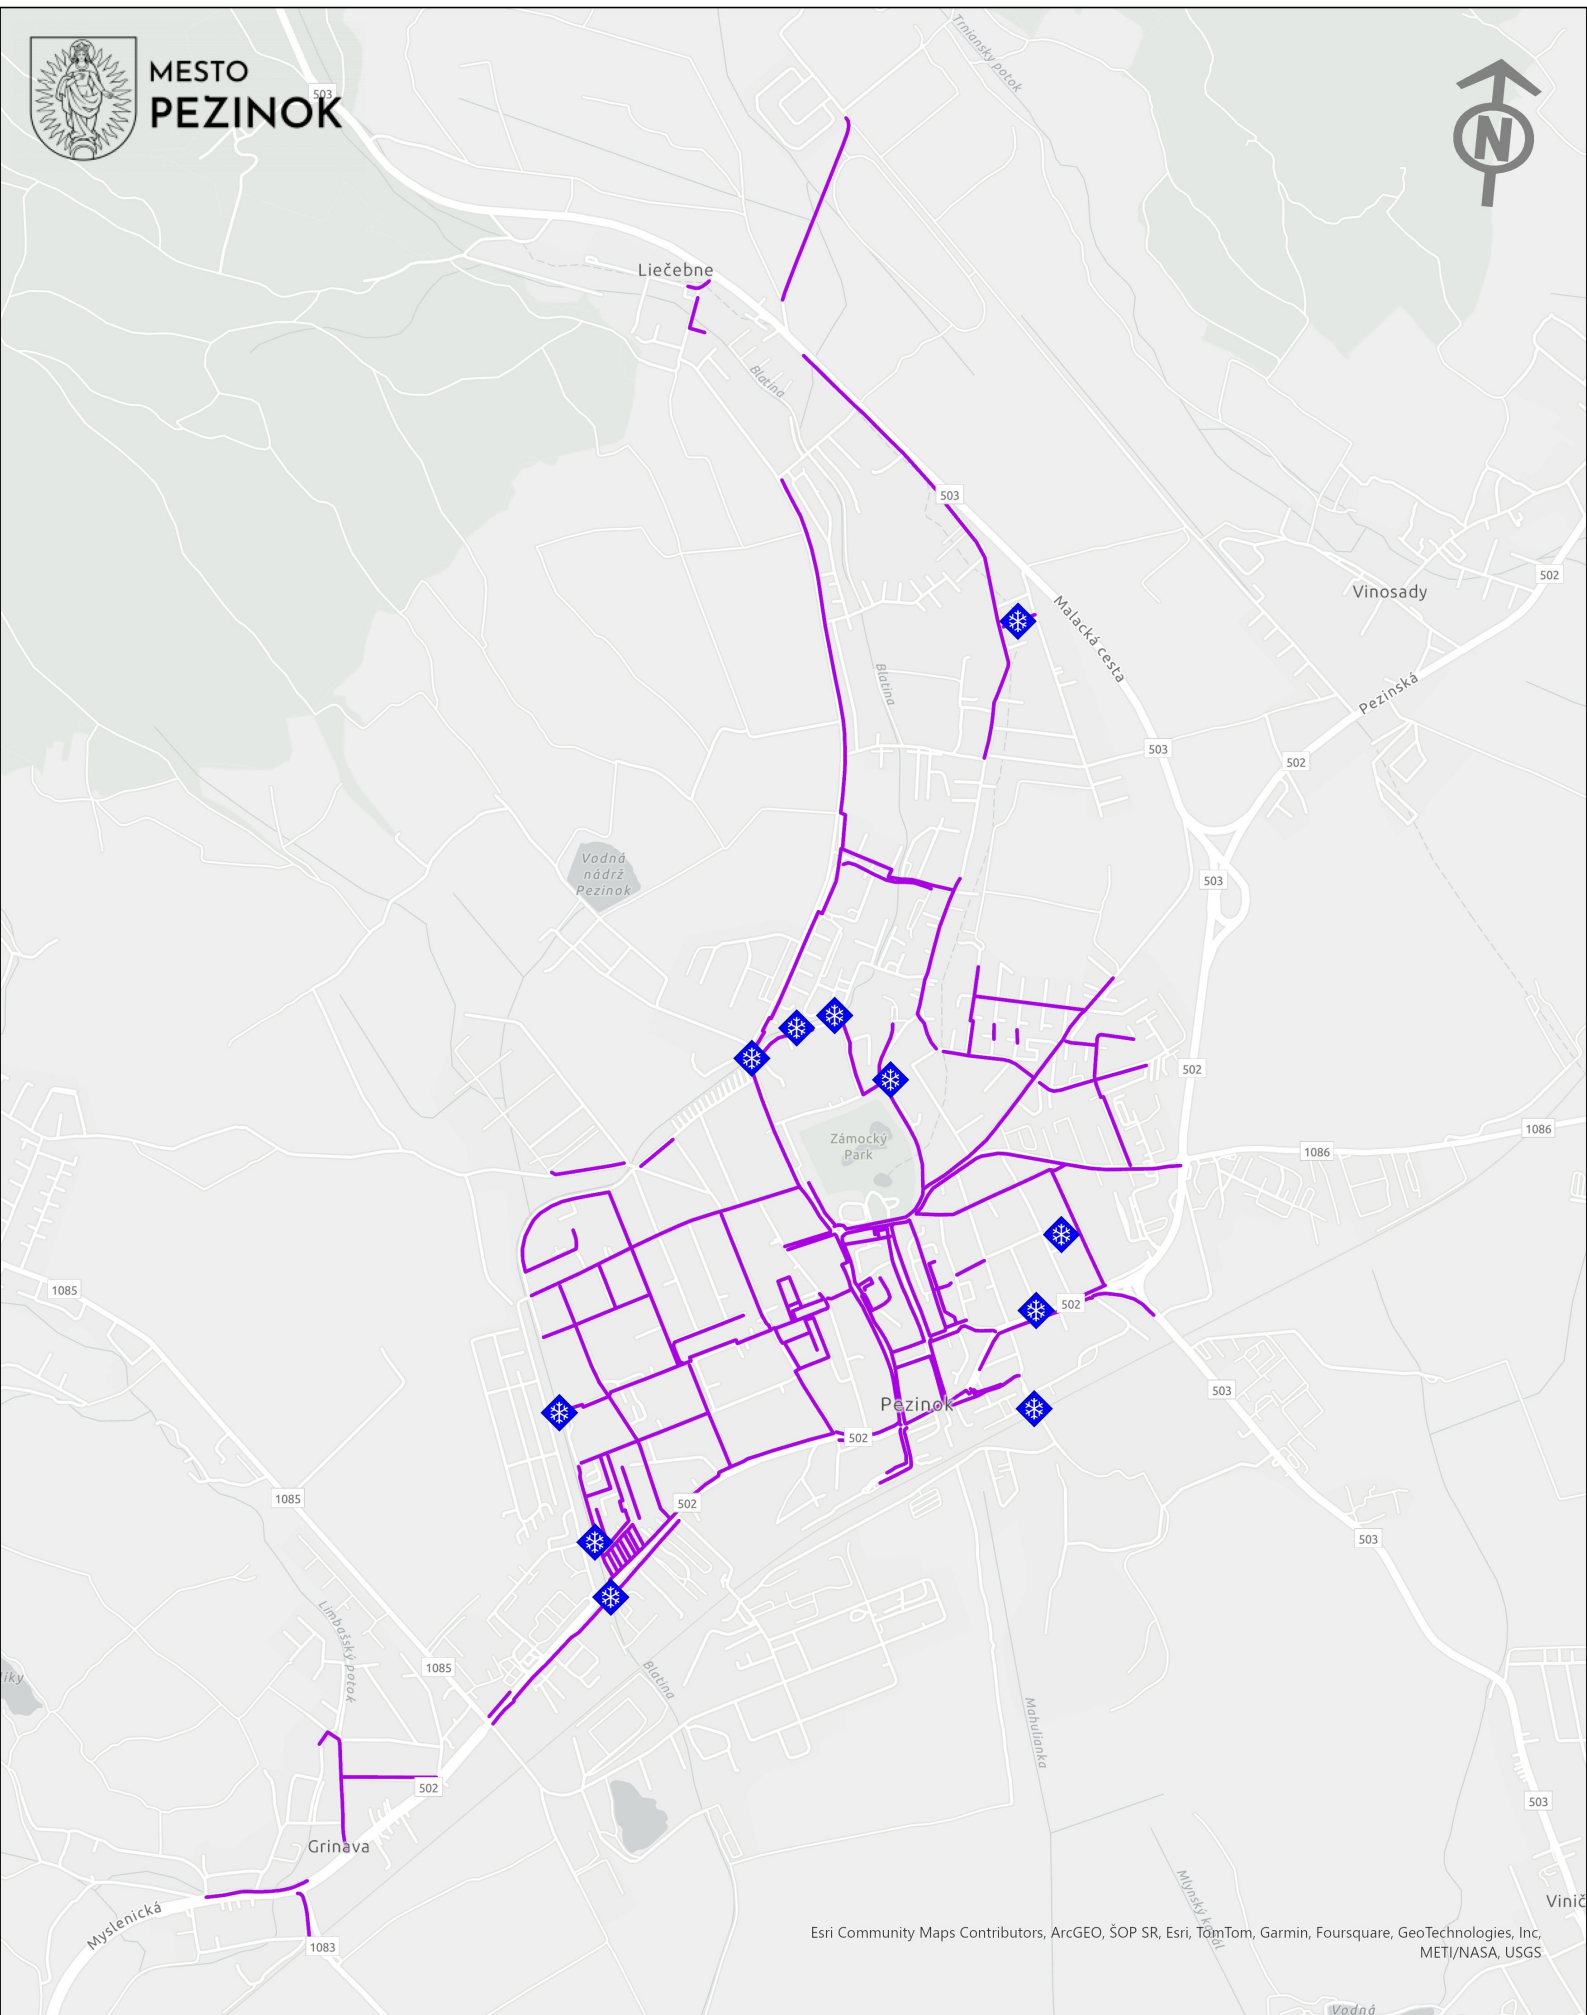 MESTO
PEZINOK
503
Trniansky potok
N
Liečebne
Blatina
503
502
Vinosady
Malacká cesta
Blatina
Pezinská
503
502
Vodná
nádrž
Pezinok
503
502
1086
Zámocký
Park
1086
1085
502
503
Pezinok
502
1085
502
503
Limbašský potok
Blatina
1085
Mahulianka
502
503
Grinava
Mlynský kanál
Myslenická
1083
Esri Community Maps Contributors, ArcGEO, ŠOP SR, Esri, TomTom, Garmin, Foursquare, GeoTechnologies, Inc,
METI/NASA, USGS
Vodná